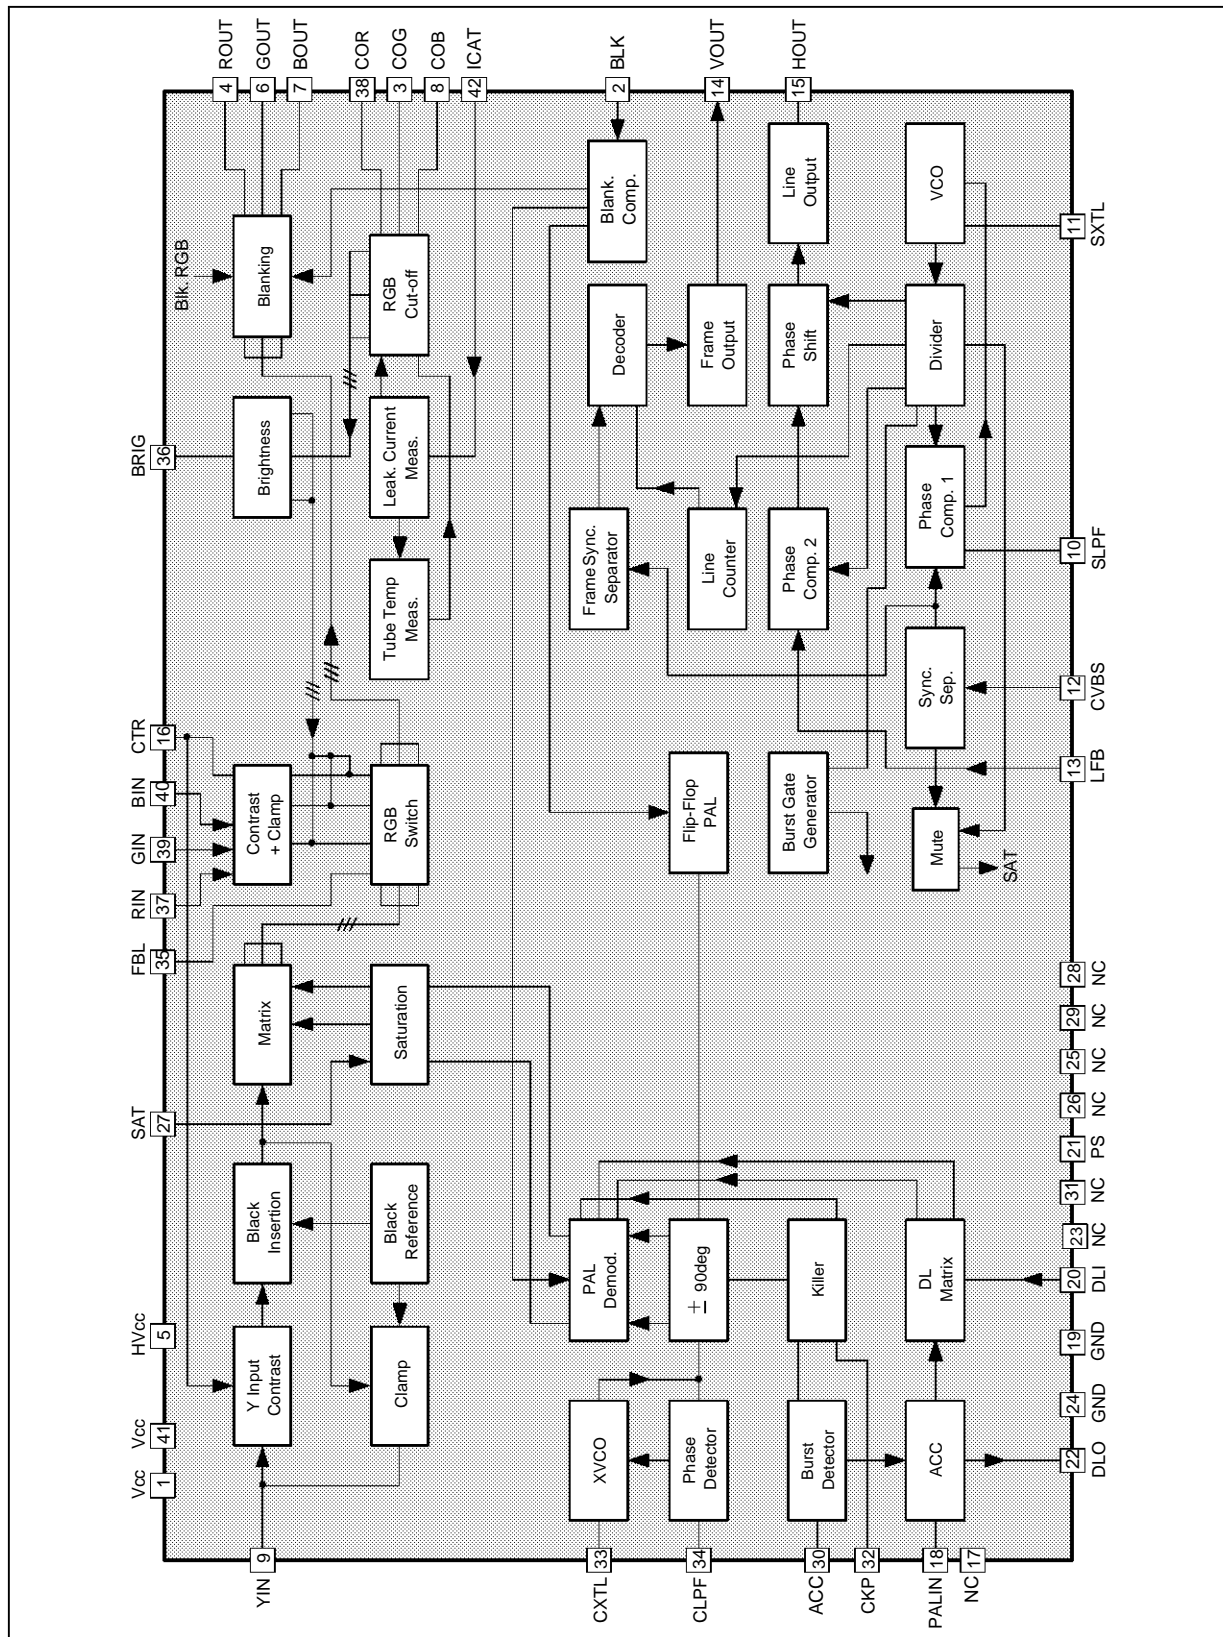 Vcc
1
Vcc
41
HVcc
5
SAT
27
FBL
35
RIN
37
GIN
39
BIN
40
CTR
16
BRIG
36
YIN
9
Y Input
Contrast
Black
Insertion
Matrix
Contrast
+ Clamp
Brightness
Blanking
Blk. RGB
ROUT
4
GOUT
6
BOUT
7
Clamp
Black
Reference
Saturation
RGB
Switch
Tube Temp
Meas.
Leak. Current
Meas.
RGB
Cut-off
COR
38
COG
3
COB
8
ICAT
42
CXTL
33
XVCO
PAL
Demod.
Frame Sync.
Separator
Decoder
Blank.
Comp.
BLK
2
CLPF
34
Phase
Detector
± 90deg
Flip-Flop
PAL
Line
Counter
Frame
Output
VOUT
14
ACC
30
Burst
Detector
Killer
Burst Gate
Generator
Phase
Comp. 2
Phase
Shift
Line
Output
HOUT
15
CKP
32
PALIN
18
NC
17
ACC
DL
Matrix
Mute
SAT
Sync.
Sep.
Phase
Comp. 1
Divider
VCO
22
DLO
24
GND
19
GND
20
DLI
23
NC
31
NC
21
PS
26
NC
25
NC
29
NC
28
NC
13
LFB
12
CVBS
10
SLPF
11
SXTL